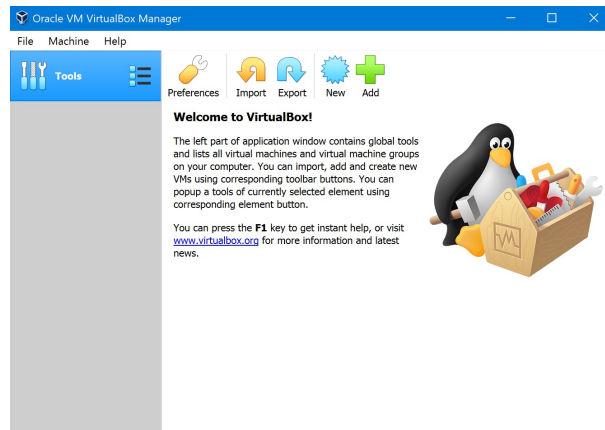 Oracle VM VirtualBox Manager
File Machine Help
Tools
Preferences Import Export New Add
Welcome to VirtualBox!
The left part of application window contains global tools
and lists all virtual machines and virtual machine groups
on your computer. You can import, add and create new
VMs using corresponding toolbar buttons. You can
popup a tools of currently selected element using
corresponding element button.
You can press the F1 key to get instant help, or visit
www.virtualbox.org for more information and latest
news.